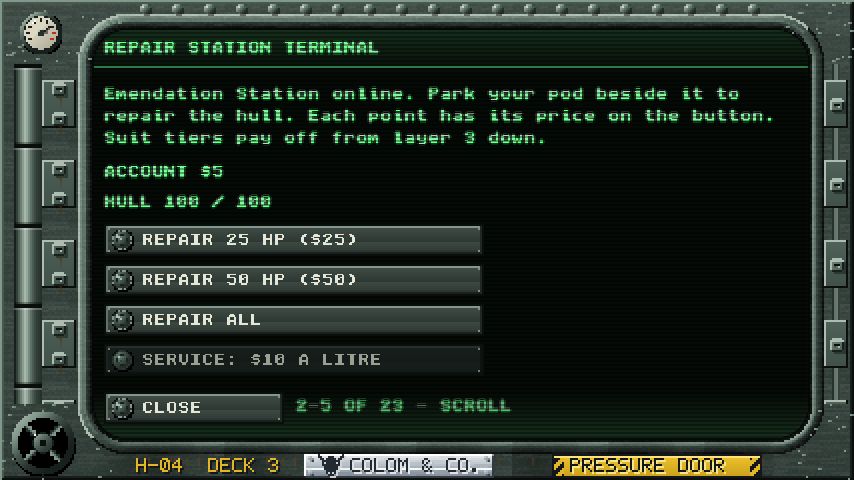 REPAIR STATION TERMINAL
Emendation Station online. Park your pod beside it to
repair the hull. Each point has its price on the button.
Suit tiers pay off from layer 3 down.
ACCOUNT $5
HULL 100 / 100
REPAIR 25 HP ($25)
REPAIR 50 HP ($50)
REPAIR ALL
SERVICE: $10 A LITRE
CLOSE
2-5 OF 23 - SCROLL
H-04 DECK 3
COLOM & CO.
PRESSURE DOOR